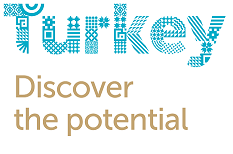 Turkey
Discover
the potential